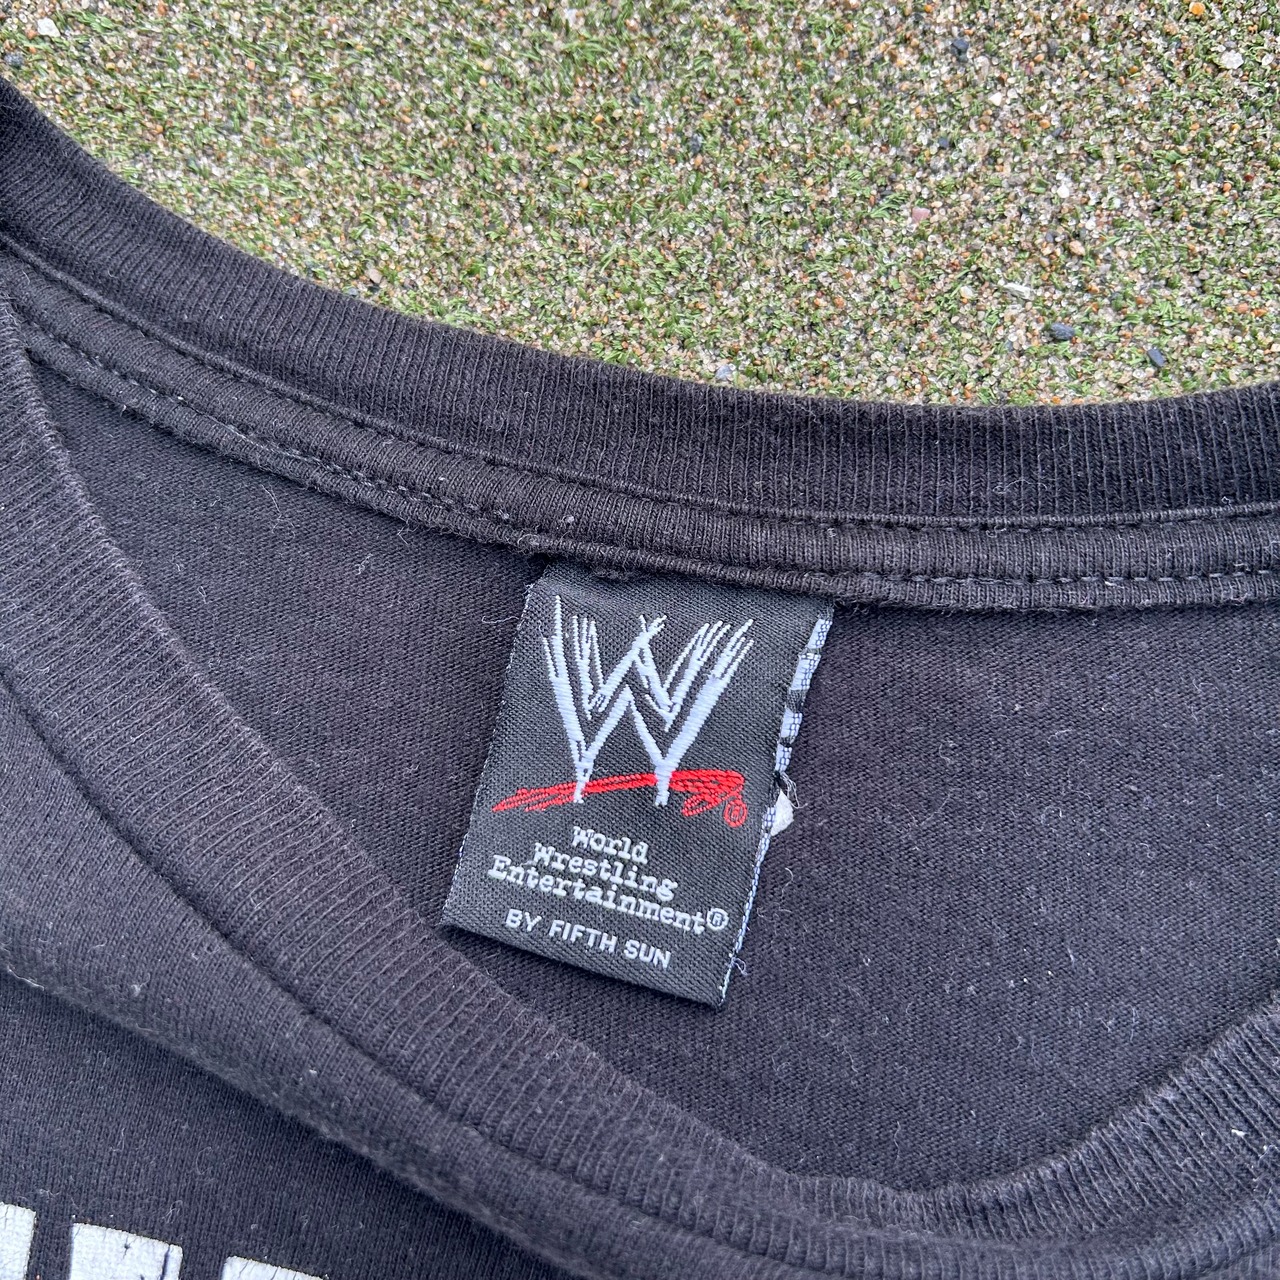 W
World
Wrestling
Entertainment®
BY FIFTH SUN